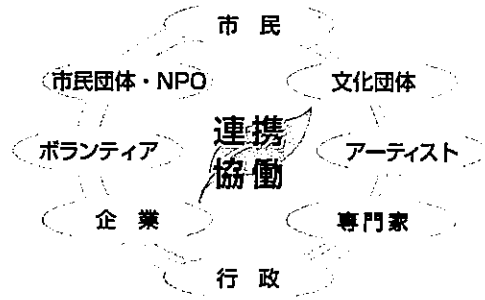 市民
市民団体・NPO
文化団体
連携
協働
ボランティア
アーティスト
企業
専門家
行政